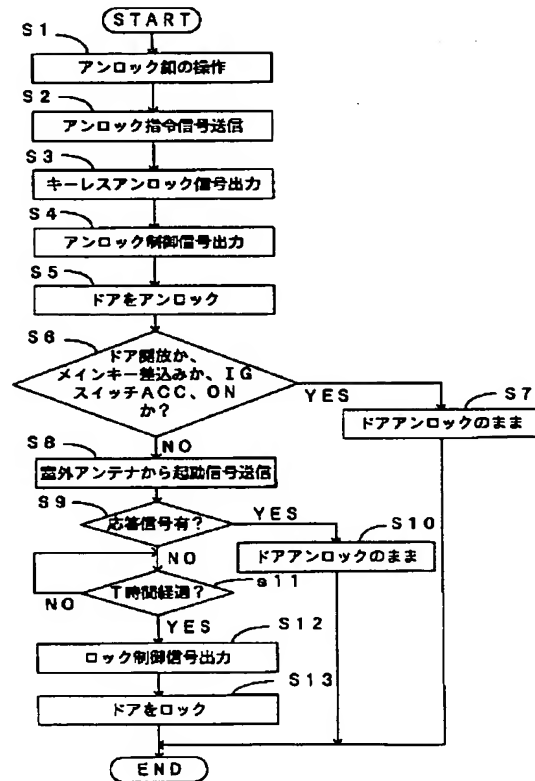 START
S1
アンロック釦の操作
S2
アンロック指令信号送信
S3
キーレスアンロック信号出力
S4
アンロック制御信号出力
S5
ドアをアンロック
S6
ドア開放か、
メインキー差込みか、IG
スイッチACC、ON
か？
YES
S7
ドアアンロックのまま
NO
S8
室外アンテナから起動信号送信
S9
応答信号有？
YES
S10
ドアアンロックのまま
NO
T時間経過？
s11
NO
YES
S12
ロック制御信号出力
S13
ドアをロック
END